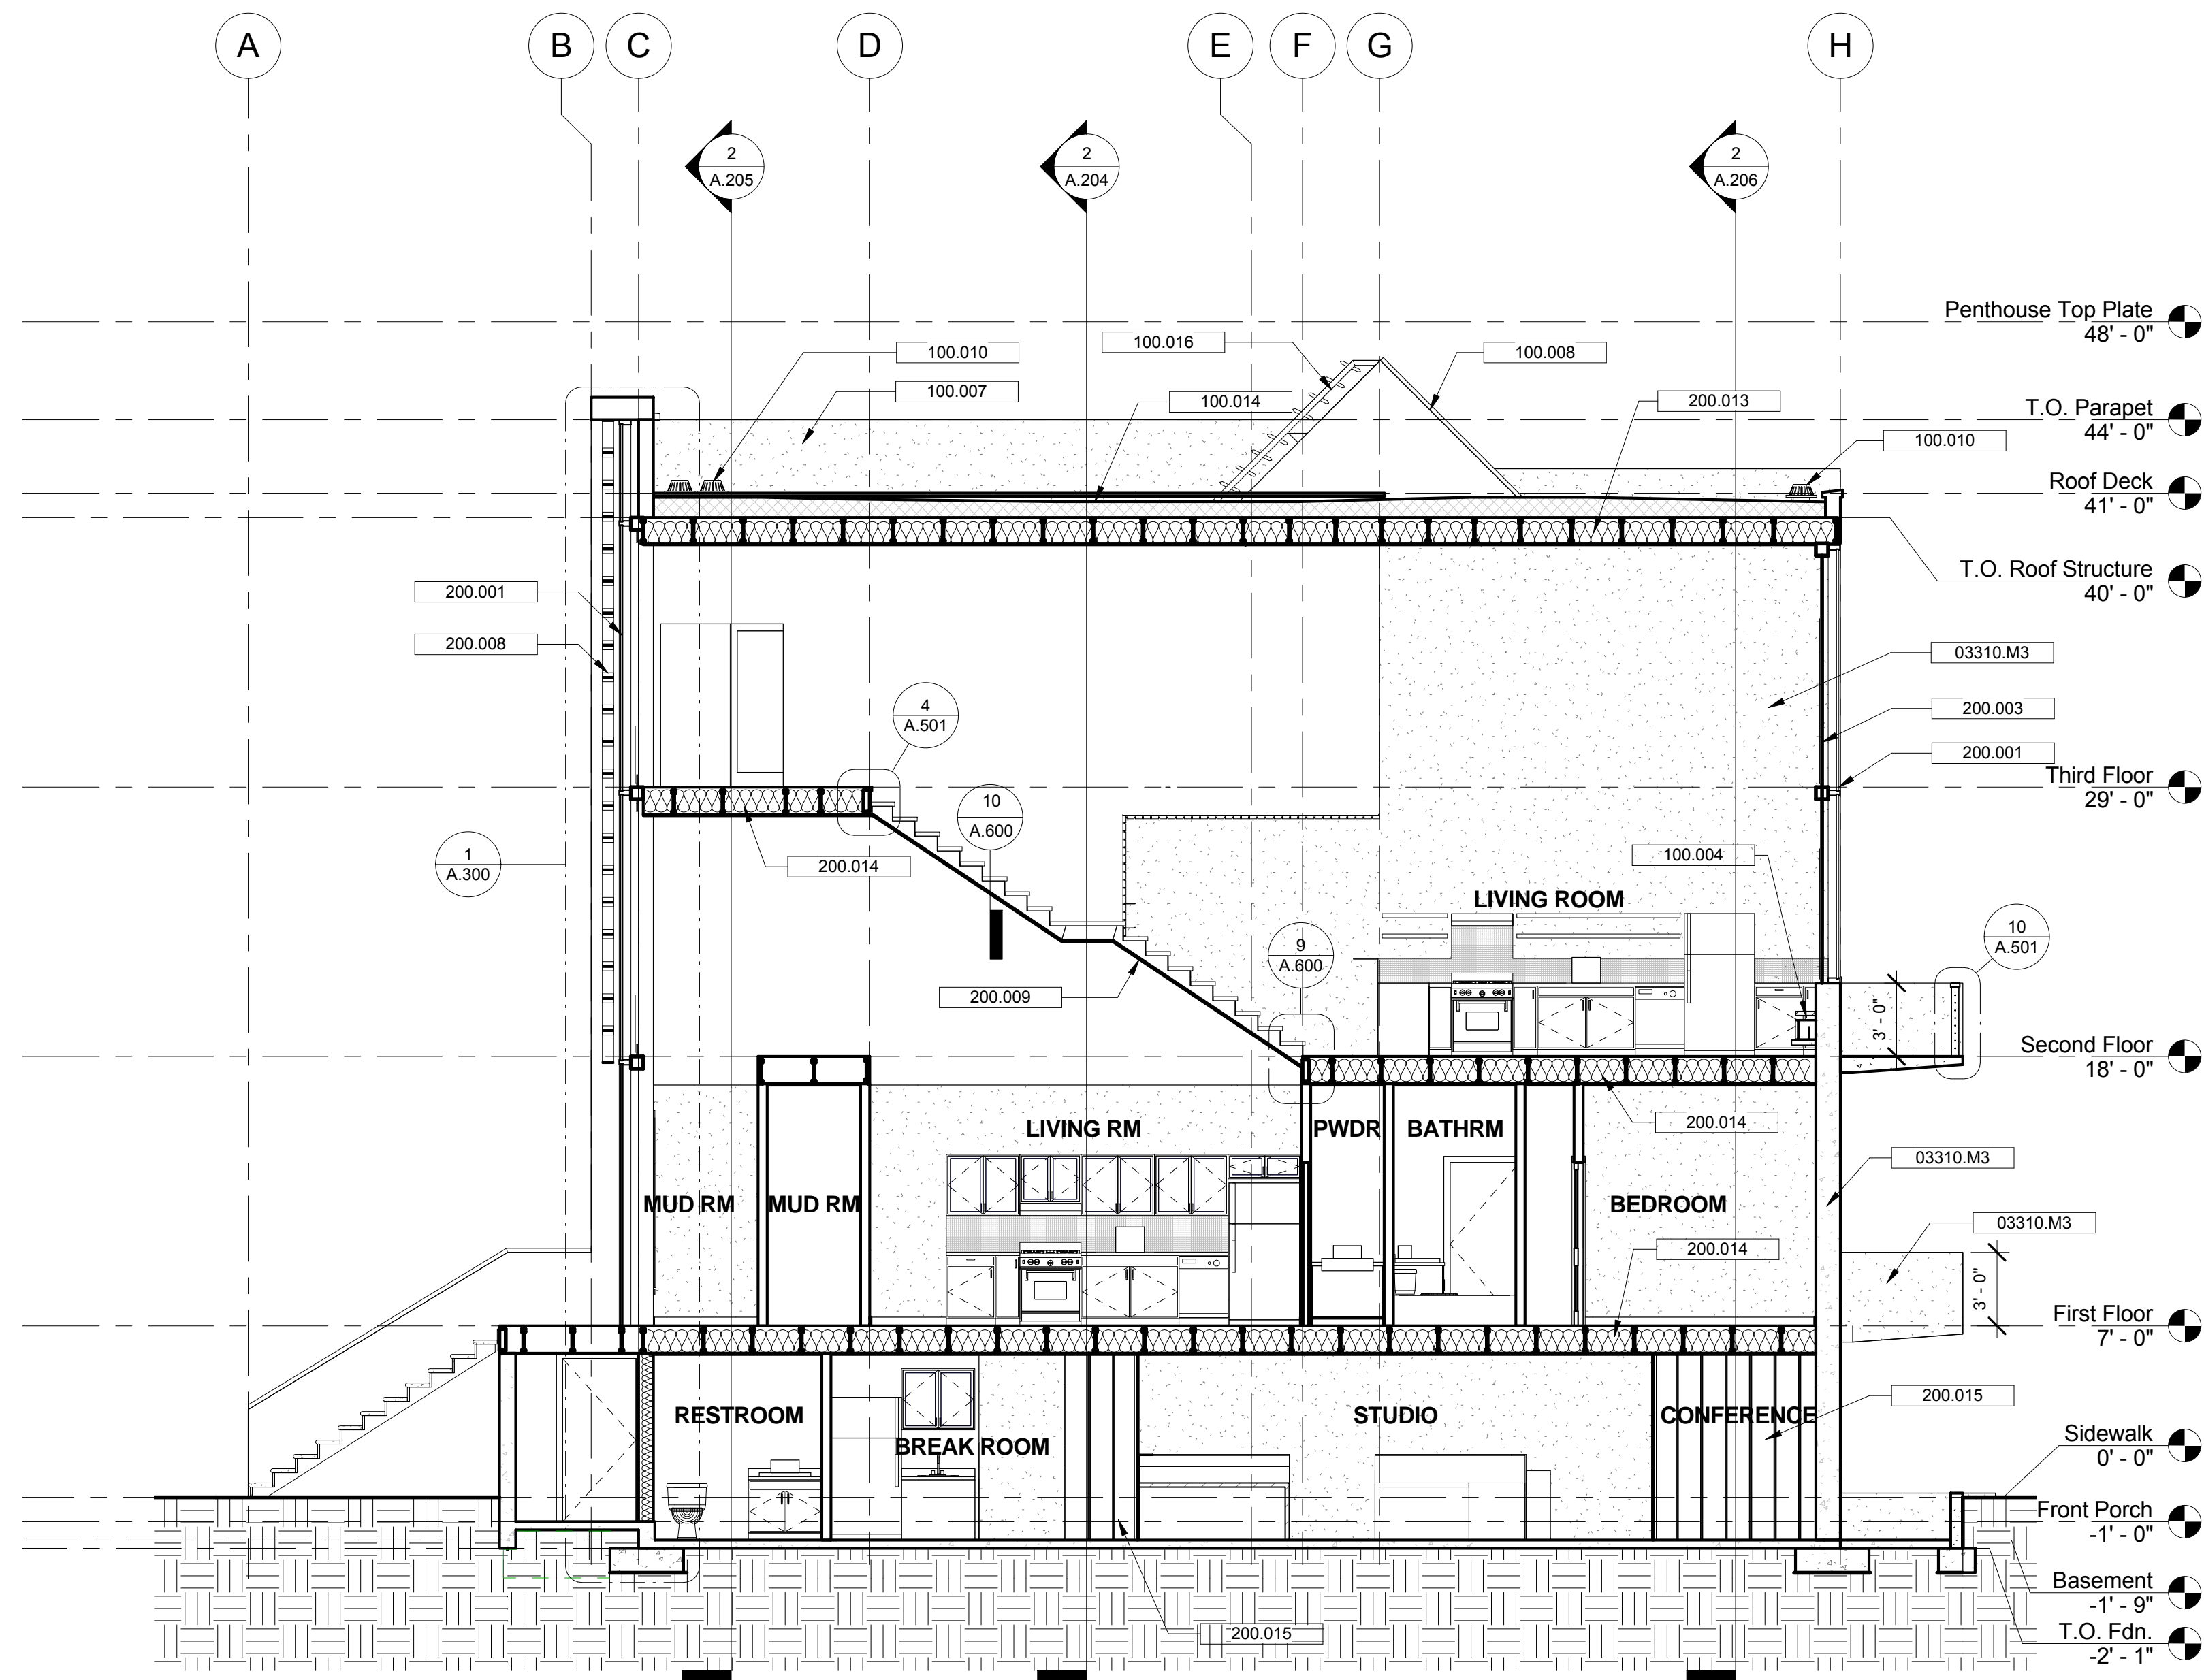 A
B
C
D
E
F
G
H
2
A.205
2
A.204
2
A.206
Penthouse Top Plate
48' - 0"
100.010
100.016
100.008
100.007
100.014
200.013
T.O. Parapet
44' - 0"
100.010
Roof Deck
41' - 0"
T.O. Roof Structure
40' - 0"
200.001
200.008
03310.M3
4
A.501
200.003
200.001
Third Floor
29' - 0"
10
A.600
1
A.300
200.014
100.004
LIVING ROOM
10
A.501
9
A.600
200.009
3' - 0"
Second Floor
18' - 0"
LIVING RM
PWDR
BATHRM
200.014
03310.M3
MUD RM
MUD RM
BEDROOM
03310.M3
200.014
3' - 0"
First Floor
7' - 0"
200.015
RESTROOM
STUDIO
CONFERENCE
BREAK ROOM
Sidewalk
0' - 0"
Front Porch
-1' - 0"
Basement
-1' - 9"
200.015
T.O. Fdn.
-2' - 1"